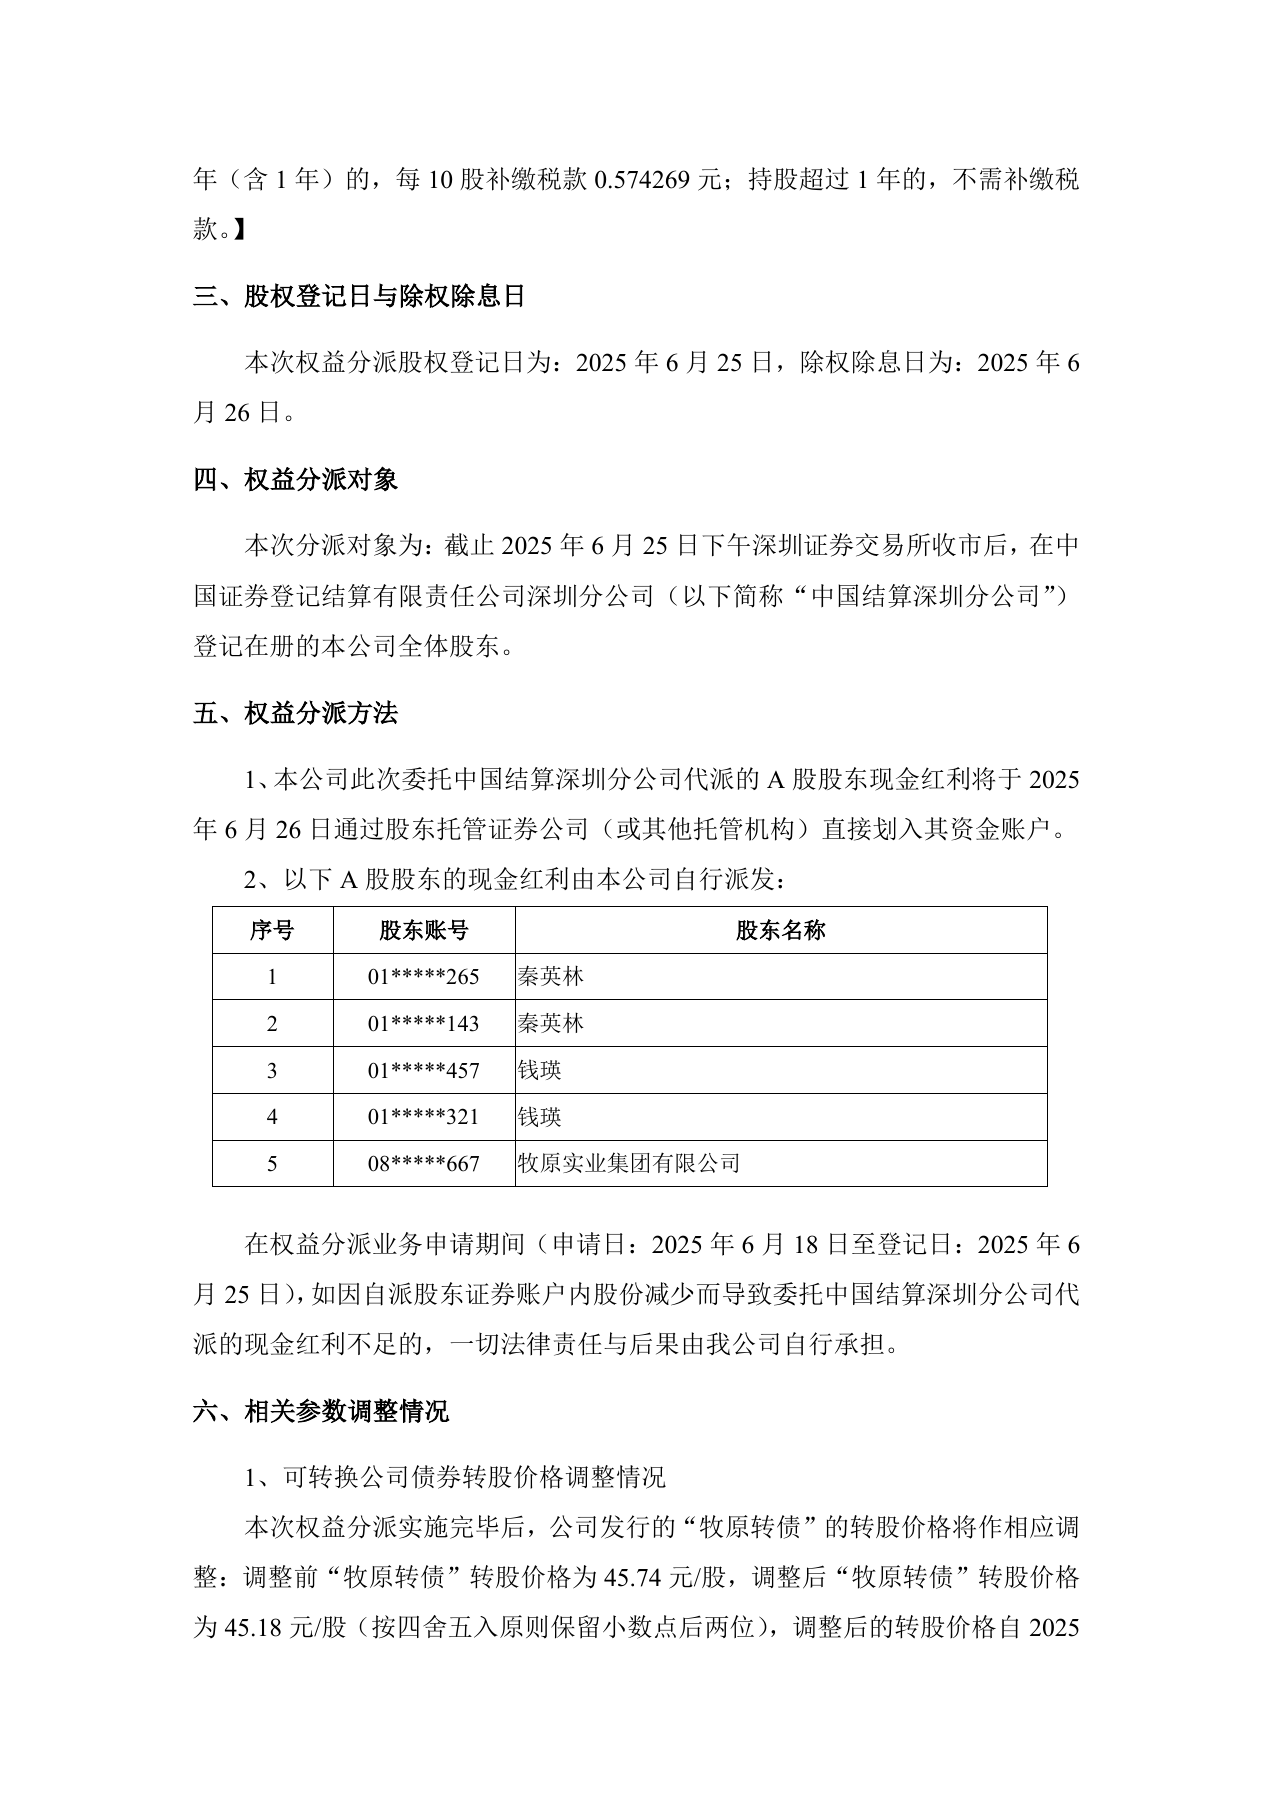 年（含 1 年）的，每 10 股补缴税款 0.574269 元；持股超过 1 年的，不需补缴税
款。】
三、股权登记日与除权除息日
本次权益分派股权登记日为：2025 年 6 月 25 日，除权除息日为：2025 年 6
月 26 日。
四、权益分派对象
本次分派对象为：截止 2025 年 6 月 25 日下午深圳证券交易所收市后，在中
国证券登记结算有限责任公司深圳分公司（以下简称“中国结算深圳分公司”）
登记在册的本公司全体股东。
五、权益分派方法
1、本公司此次委托中国结算深圳分公司代派的 A 股股东现金红利将于 2025
年 6 月 26 日通过股东托管证券公司（或其他托管机构）直接划入其资金账户。
2、以下 A 股股东的现金红利由本公司自行派发：
序号 股东账号 股东名称
1 01*****265 秦英林
2 01*****143 秦英林
3 01*****457 钱瑛
4 01*****321 钱瑛
5 08*****667 牧原实业集团有限公司
在权益分派业务申请期间（申请日：2025 年 6 月 18 日至登记日：2025 年 6
月 25 日），如因自派股东证券账户内股份减少而导致委托中国结算深圳分公司代
派的现金红利不足的，一切法律责任与后果由我公司自行承担。
六、相关参数调整情况
1、可转换公司债券转股价格调整情况
本次权益分派实施完毕后，公司发行的“牧原转债”的转股价格将作相应调
整：调整前“牧原转债”转股价格为 45.74 元/股，调整后“牧原转债”转股价格
为 45.18 元/股（按四舍五入原则保留小数点后两位），调整后的转股价格自 2025